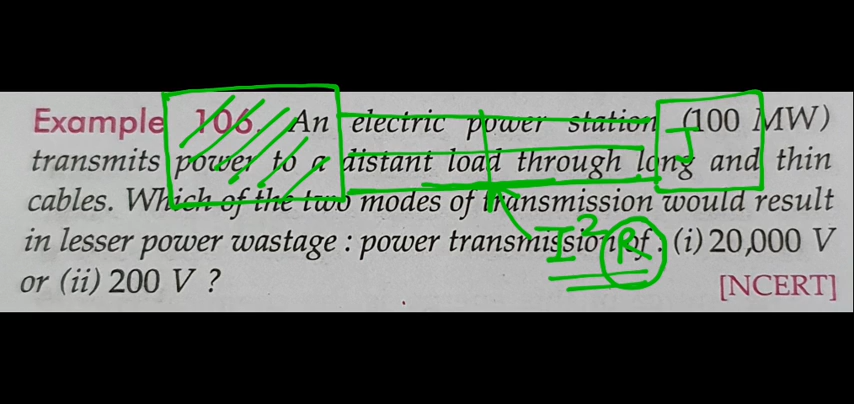 Example 106. An electric power station (100 MW)
transmits power to a distant load through long and thin
cables. Which of the two modes of transmission would result
in lesser power wastage : power transmission of : (i) 20,000 V
or (ii) 200 V ?
[NCERT]
I²R